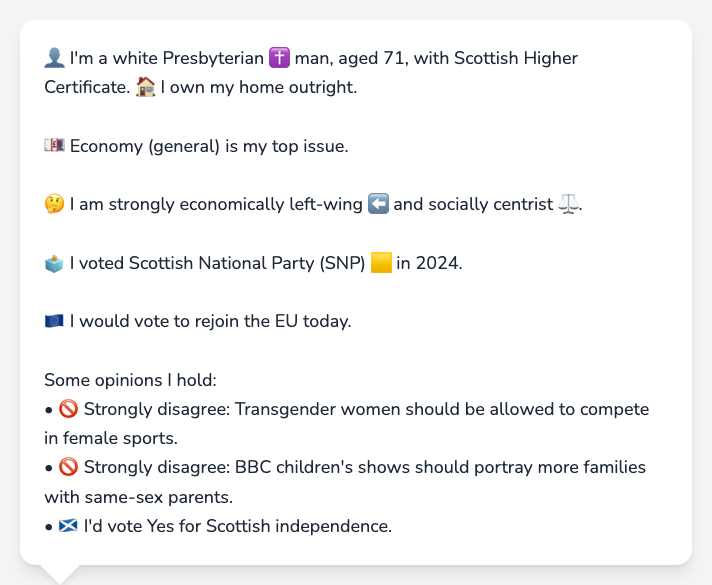 👤 I'm a white Presbyterian ✝️ man, aged 71, with Scottish Higher
Certificate. 🏠 I own my home outright.
💷 Economy (general) is my top issue.
🤔 I am strongly economically left-wing ⬅️ and socially centrist ⚖️.
🗳️ I voted Scottish National Party (SNP) 🟨 in 2024.
🇪🇺 I would vote to rejoin the EU today.
Some opinions I hold:
• 🚫 Strongly disagree: Transgender women should be allowed to compete
in female sports.
• 🚫 Strongly disagree: BBC children's shows should portray more families
with same-sex parents.
• 🏴󠁧󠁢󠁳󠁣󠁴󠁿 I'd vote Yes for Scottish independence.